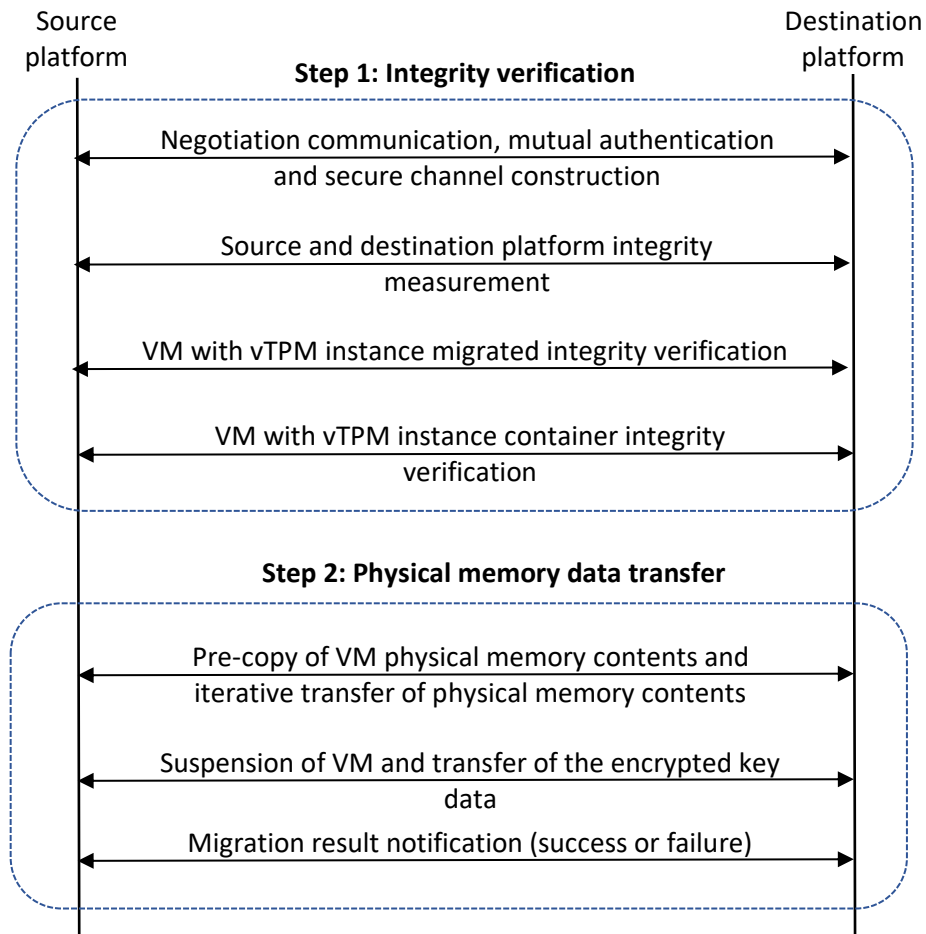 Source
platform
Destination
platform
Step 1: Integrity verification
Negotiation communication, mutual authentication
and secure channel construction
Source and destination platform integrity
measurement
VM with vTPM instance migrated integrity verification
VM with vTPM instance container integrity
verification
Step 2: Physical memory data transfer
Pre-copy of VM physical memory contents and
iterative transfer of physical memory contents
Suspension of VM and transfer of the encrypted key
data
Migration result notification (success or failure)